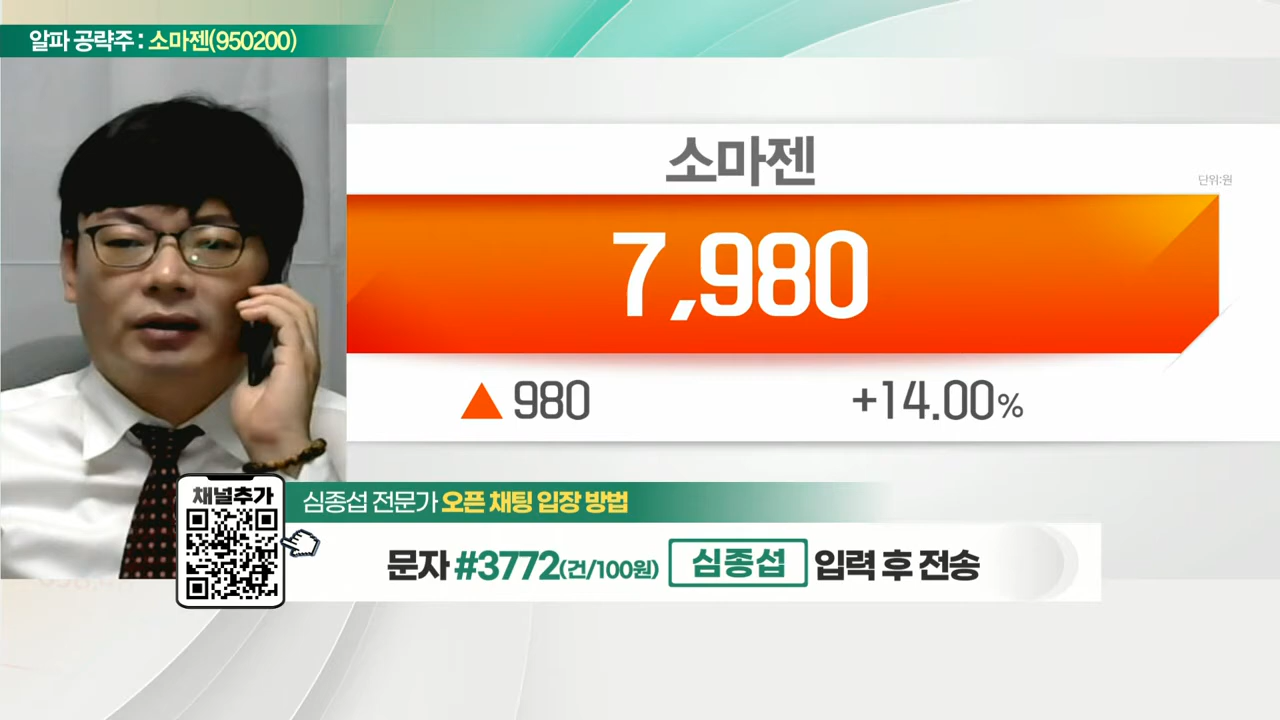 알파 공략주 : 소마젠(950200)
소마젠
단위:원
7,980
▲ 980 +14.00%
채널추가
심종섭 전문가 오픈 채팅 입장 방법
문자 #3772(건/100원) 심종섭 입력 후 전송